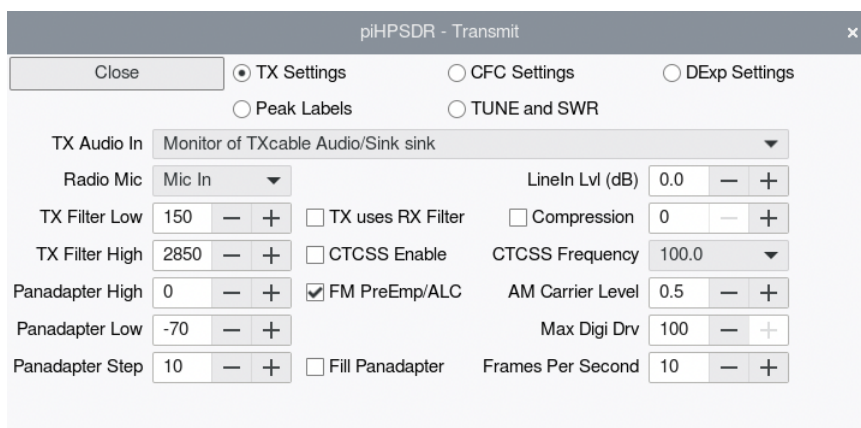 piHPSDR - Transmit
Close TX Settings CFC Settings DExp Settings
Peak Labels TUNE and SWR
TX Audio In Monitor of TXcable Audio/Sink sink
Radio Mic Mic In LineIn Lvl (dB) 0.0
TX Filter Low 150 TX uses RX Filter Compression 0
TX Filter High 2850 CTCSS Enable CTCSS Frequency 100.0
Panadapter High 0 FM PreEmp/ALC AM Carrier Level 0.5
Panadapter Low -70 Max Digi Drv 100
Panadapter Step 10 Fill Panadapter Frames Per Second 10